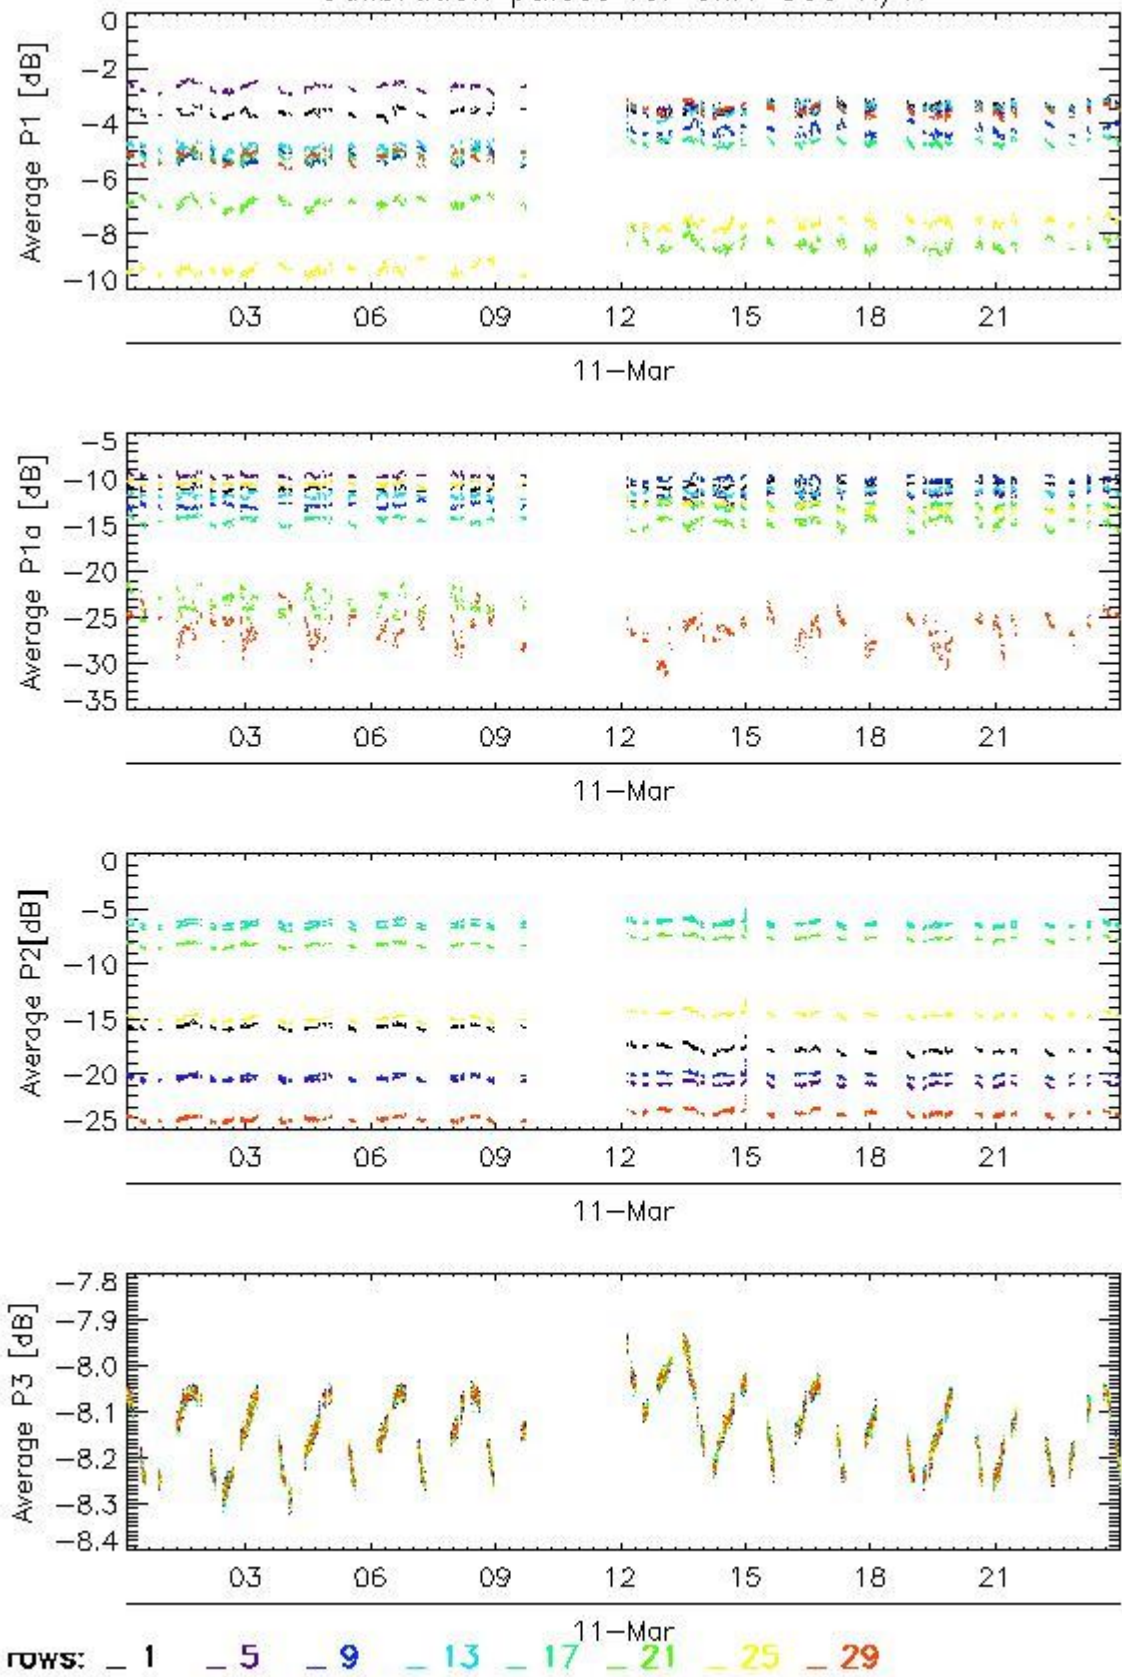 0
-2
-4
-6
-8
-10
Average P1 [dB]
03 06 09 12 15 18 21
11-Mar
-5
-10
-15
-20
-25
-30
-35
Average P1a [dB]
03 06 09 12 15 18 21
11-Mar
0
-5
-10
-15
-20
-25
Average P2[dB]
03 06 09 12 15 18 21
11-Mar
-7.8
-7.9
-8.0
-8.1
-8.2
-8.3
-8.4
Average P3 [dB]
03 06 09 12 15 18 21
11-Mar
rows: _ 1 _ 5 _ 9 _ 13 _ 17 _ 21 _ 25 _ 29